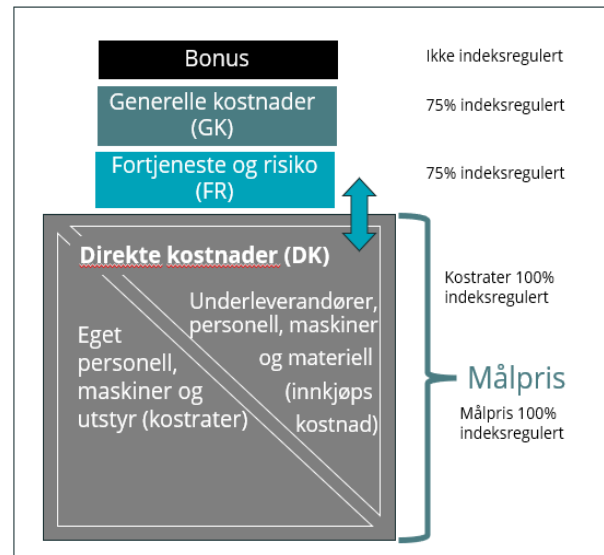 Bonus
Ikke indeksregulert
Generelle kostnader
(GK)
75% indeksregulert
Fortjeneste og risiko
(FR)
75% indeksregulert
Direkte kostnader (DK)
Underleverandører,
personell, maskiner
og materiell
(innkjøps
kostnad)
Eget
personell,
maskiner og
utstyr (kostrater)
Kostrater 100%
indeksregulert
Målpris
Målpris 100%
indeksregulert